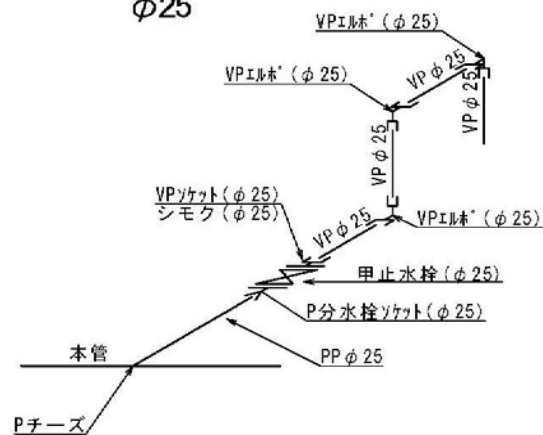 φ25
VPエルボ(φ25)
VPエルボ(φ25)
VPφ25
VPφ25
VPφ25
VPソケット(φ25)
シモク(φ25)
VPφ25
VPエルボ(φ25)
甲止水栓(φ25)
P分水栓ソケット(φ25)
本管
PPφ25
Pチーズ